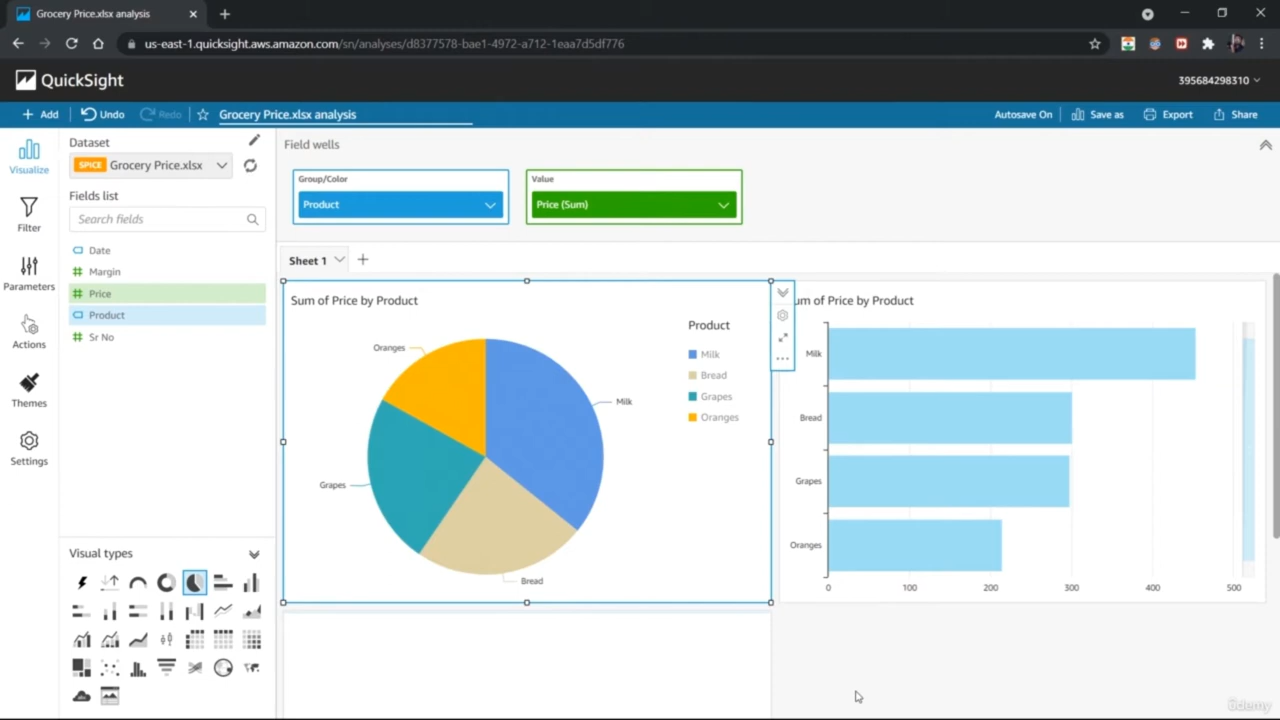 Grocery Price.xlsx analysis
us-east-1.quicksight.aws.amazon.com/sn/analyses/d8377578-bae1-4972-a712-1eaa7d5df776
QuickSight
395684298310
Add
Undo
Redo
Grocery Price.xlsx analysis
Autosave On
Save as
Export
Share
Visualize
Filter
Parameters
Actions
Themes
Settings
Dataset
SPICE Grocery Price.xlsx
Fields list
Search fields
Date
Margin
Price
Product
Sr No
Visual types
Field wells
Group/Color
Product
Value
Price (Sum)
Sheet 1
Sum of Price by Product
Oranges
Milk
Grapes
Bread
Product
Milk
Bread
Grapes
Oranges
um of Price by Product
Milk
Bread
Grapes
Oranges
0 100 200 300 400 500
ûdemy